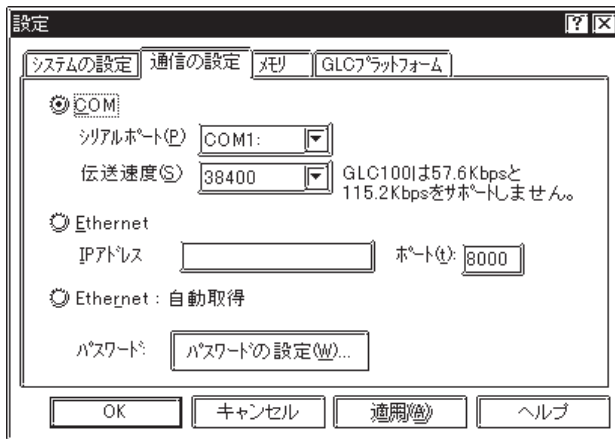 設定
システムの設定 通信の設定 メモリ GLCプラットフォーム
COM
シリアルポート(P) COM1:
伝送速度(S) 38400 GLC100は57.6Kbpsと
115.2Kbpsをサポートしません。
Ethernet
IPアドレス ポート(t): 8000
Ethernet : 自動取得
パスワード: パスワードの設定(W)...
OK キャンセル 適用(A) ヘルプ